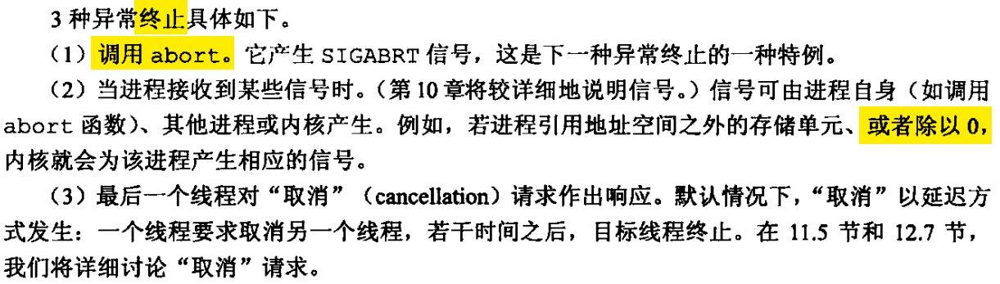 3 种异常终止具体如下。
（1）调用 abort。它产生 SIGABRT 信号，这是下一种异常终止的一种特例。
（2）当进程接收到某些信号时。（第 10 章将较详细地说明信号。）信号可由进程自身（如调用
abort 函数）、其他进程或内核产生。例如，若进程引用地址空间之外的存储单元、或者除以 0，
内核就会为该进程产生相应的信号。
（3）最后一个线程对“取消”（cancellation）请求作出响应。默认情况下，“取消”以延迟方
式发生：一个线程要求取消另一个线程，若干时间之后，目标线程终止。在 11.5 节和 12.7 节，
我们将详细讨论“取消”请求。